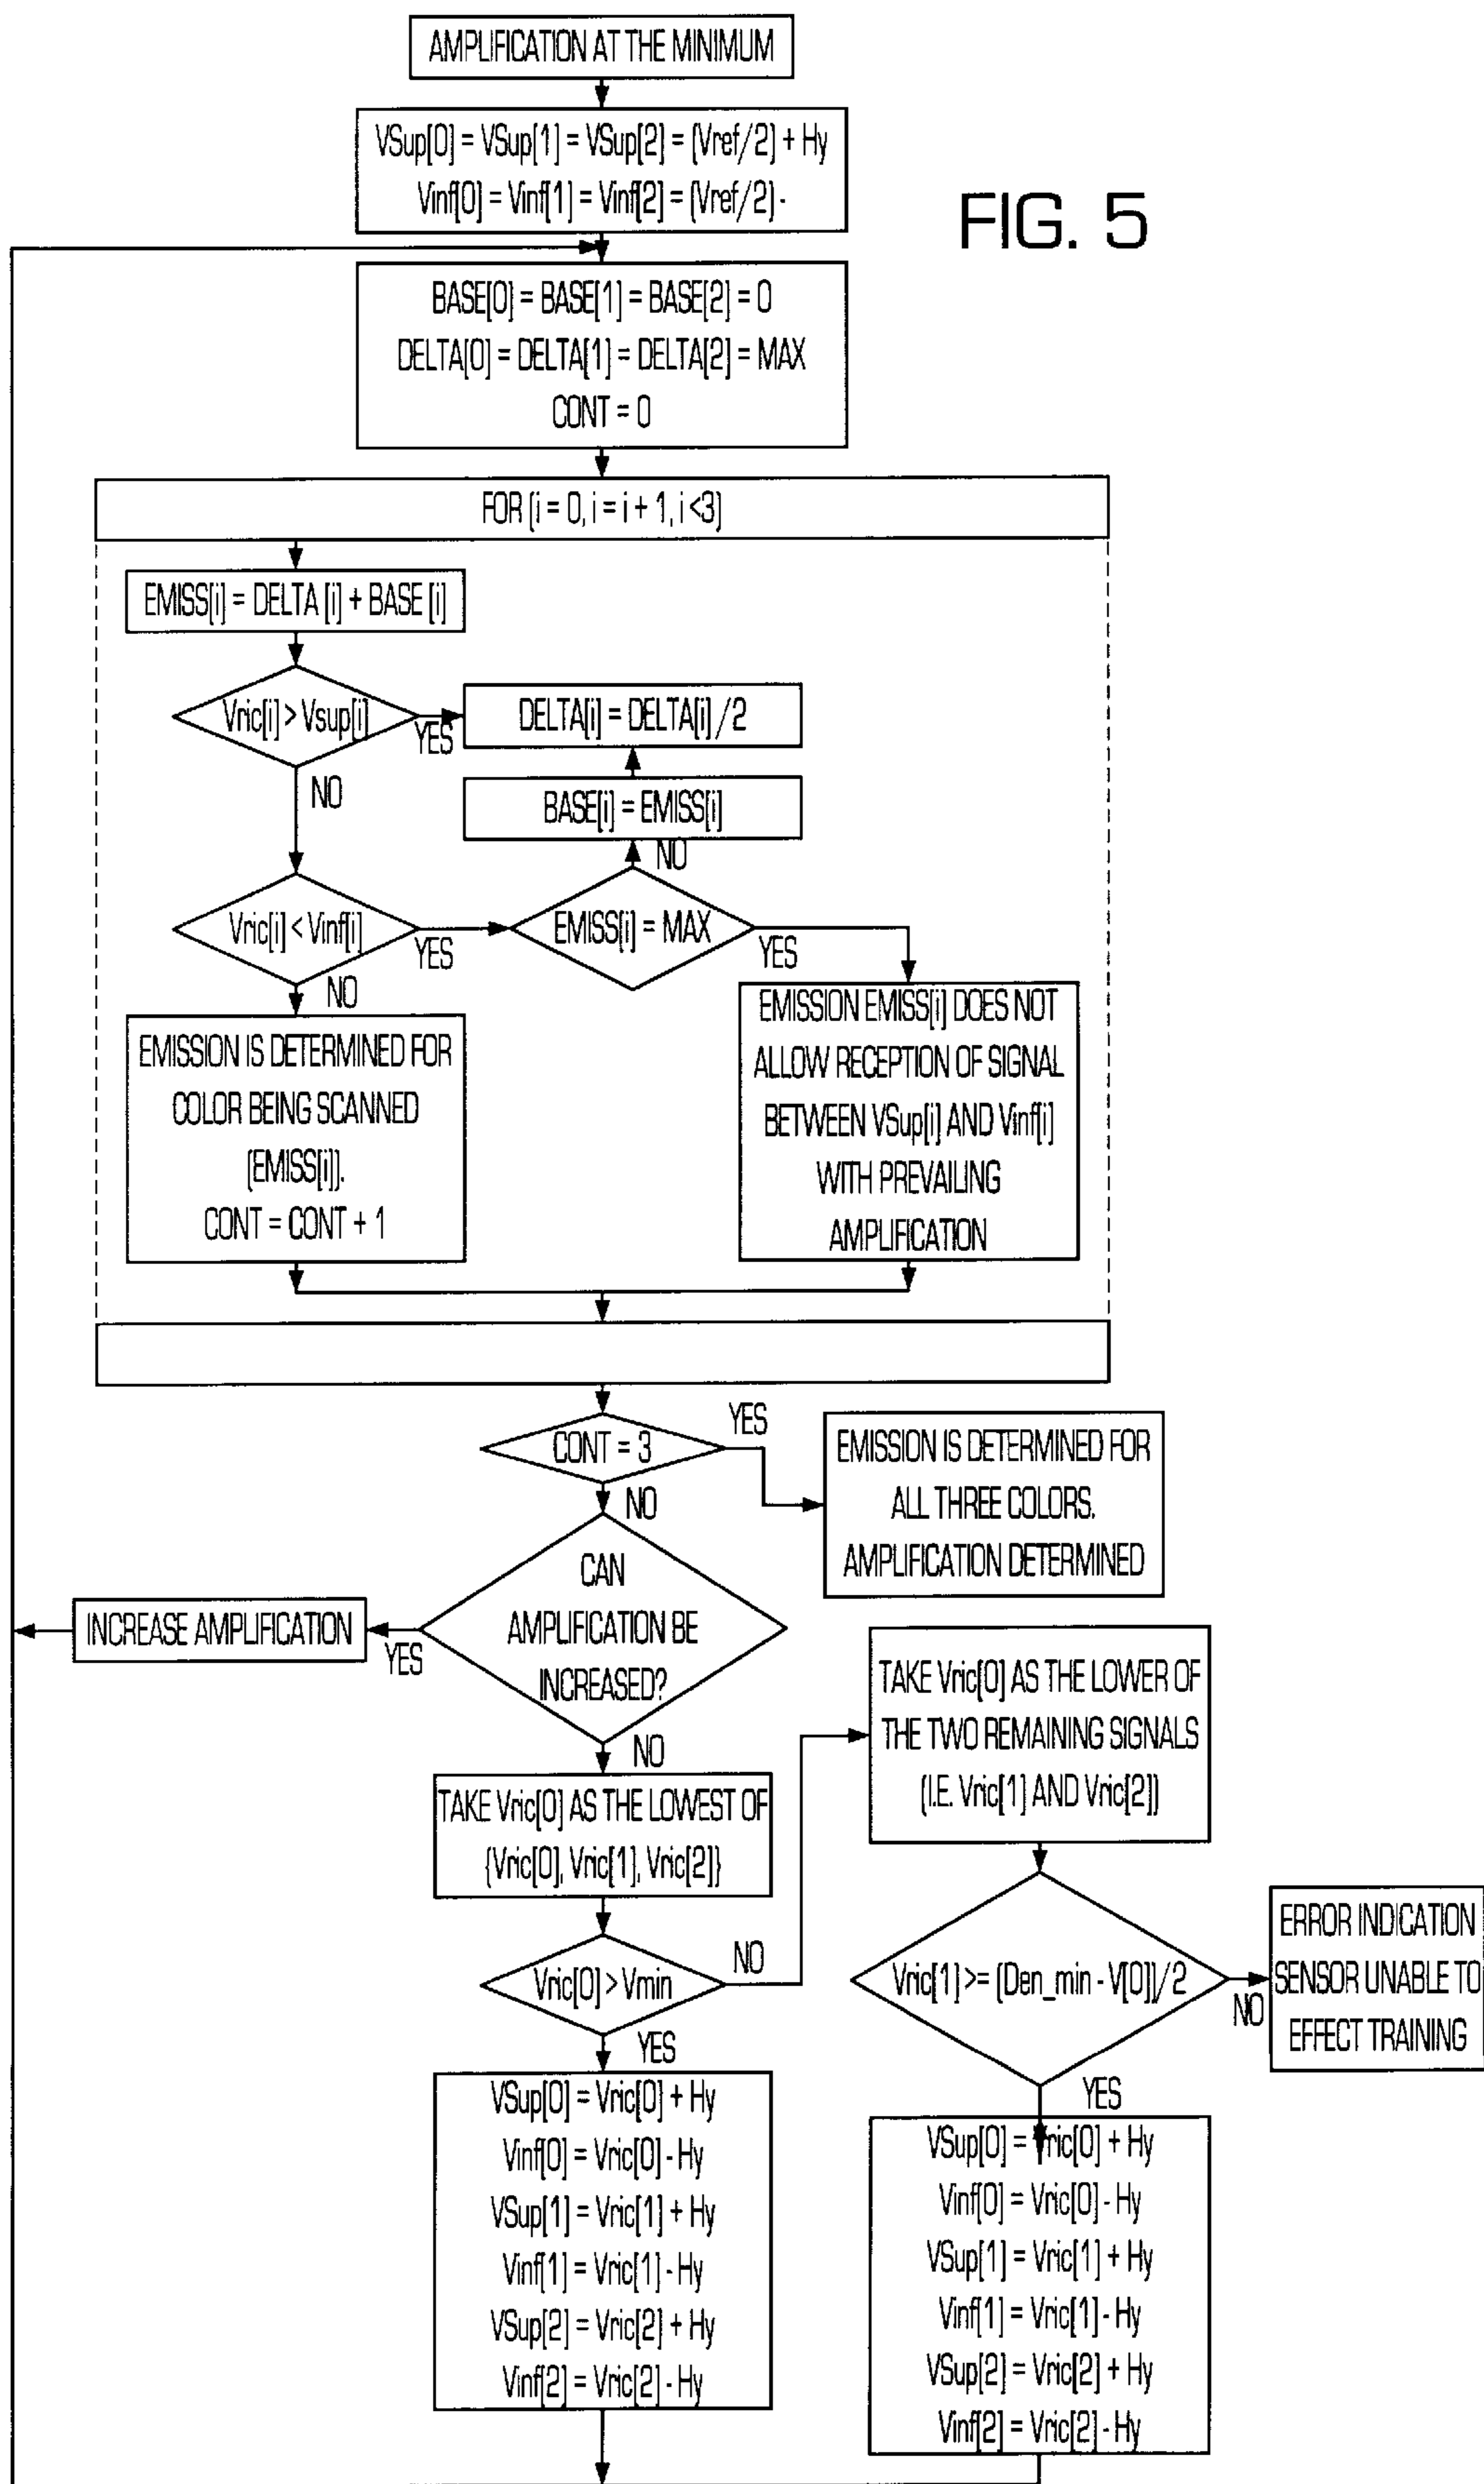 AMPLIFICATION AT THE MINIMUM
VSup[0] = VSup[1] = VSup[2] = (Vref/2) + Hy
Vinf[0] = Vinf[1] = Vinf[2] = (Vref/2) -
FIG. 5
BASE[0] = BASE[1] = BASE[2] = 0
DELTA[0] = DELTA[1] = DELTA[2] = MAX
CONT = 0
FOR (i = 0, i = i + 1, i <3)
EMISS[i] = DELTA [i] + BASE [i]
Vric[i] > Vsup[i]
YES
DELTA[i] = DELTA[i] /2
NO
BASE[i] = EMISS[i]
NO
Vric[i] < Vinf[i]
YES
EMISS[i] = MAX
YES
NO
EMISSION IS DETERMINED FOR
COLOR BEING SCANNED
(EMISS[i]).
CONT = CONT + 1
EMISSION EMISS[i] DOES NOT
ALLOW RECEPTION OF SIGNAL
BETWEEN VSup[i] AND Vinf[i]
WITH PREVAILING
AMPLIFICATION
CONT = 3
YES
EMISSION IS DETERMINED FOR
ALL THREE COLORS.
AMPLIFICATION DETERMINED
NO
CAN
AMPLIFICATION BE
INCREASED?
YES
INCREASE AMPLIFICATION
NO
TAKE Vric[0] AS THE LOWEST OF
{Vric[0], Vric[1], Vric[2]}
TAKE Vric[0] AS THE LOWER OF
THE TWO REMAINING SIGNALS
(I.E. Vric[1] AND Vric[2])
Vric[0] > Vmin
NO
YES
Vric[1] >= (Den_min - V[0])/2
NO
ERROR INDICATION
SENSOR UNABLE TO
EFFECT TRAINING
YES
VSup[0] = Vric[0] + Hy
Vinf[0] = Vric[0] - Hy
VSup[1] = Vric[1] + Hy
Vinf[1] = Vric[1] - Hy
VSup[2] = Vric[2] + Hy
Vinf[2] = Vric[2] - Hy
VSup[0] = Vric[0] + Hy
Vinf[0] = Vric[0] - Hy
VSup[1] = Vric[1] + Hy
Vinf[1] = Vric[1] - Hy
VSup[2] = Vric[2] + Hy
Vinf[2] = Vric[2] - Hy